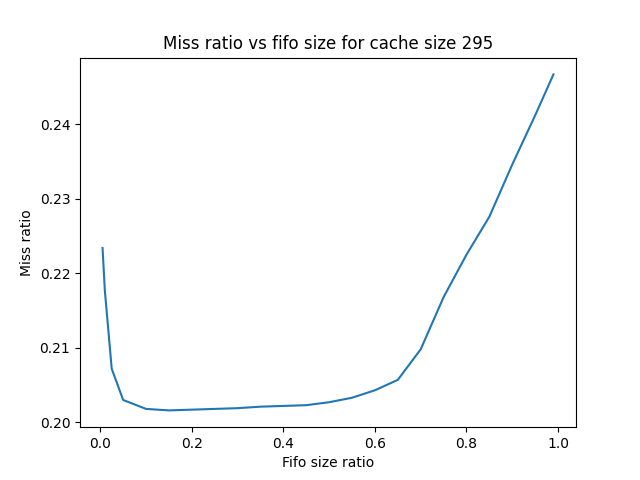 Miss ratio vs fifo size for cache size 295
Miss ratio
0.24
0.23
0.22
0.21
0.20
0.0 0.2 0.4 0.6 0.8 1.0
Fifo size ratio